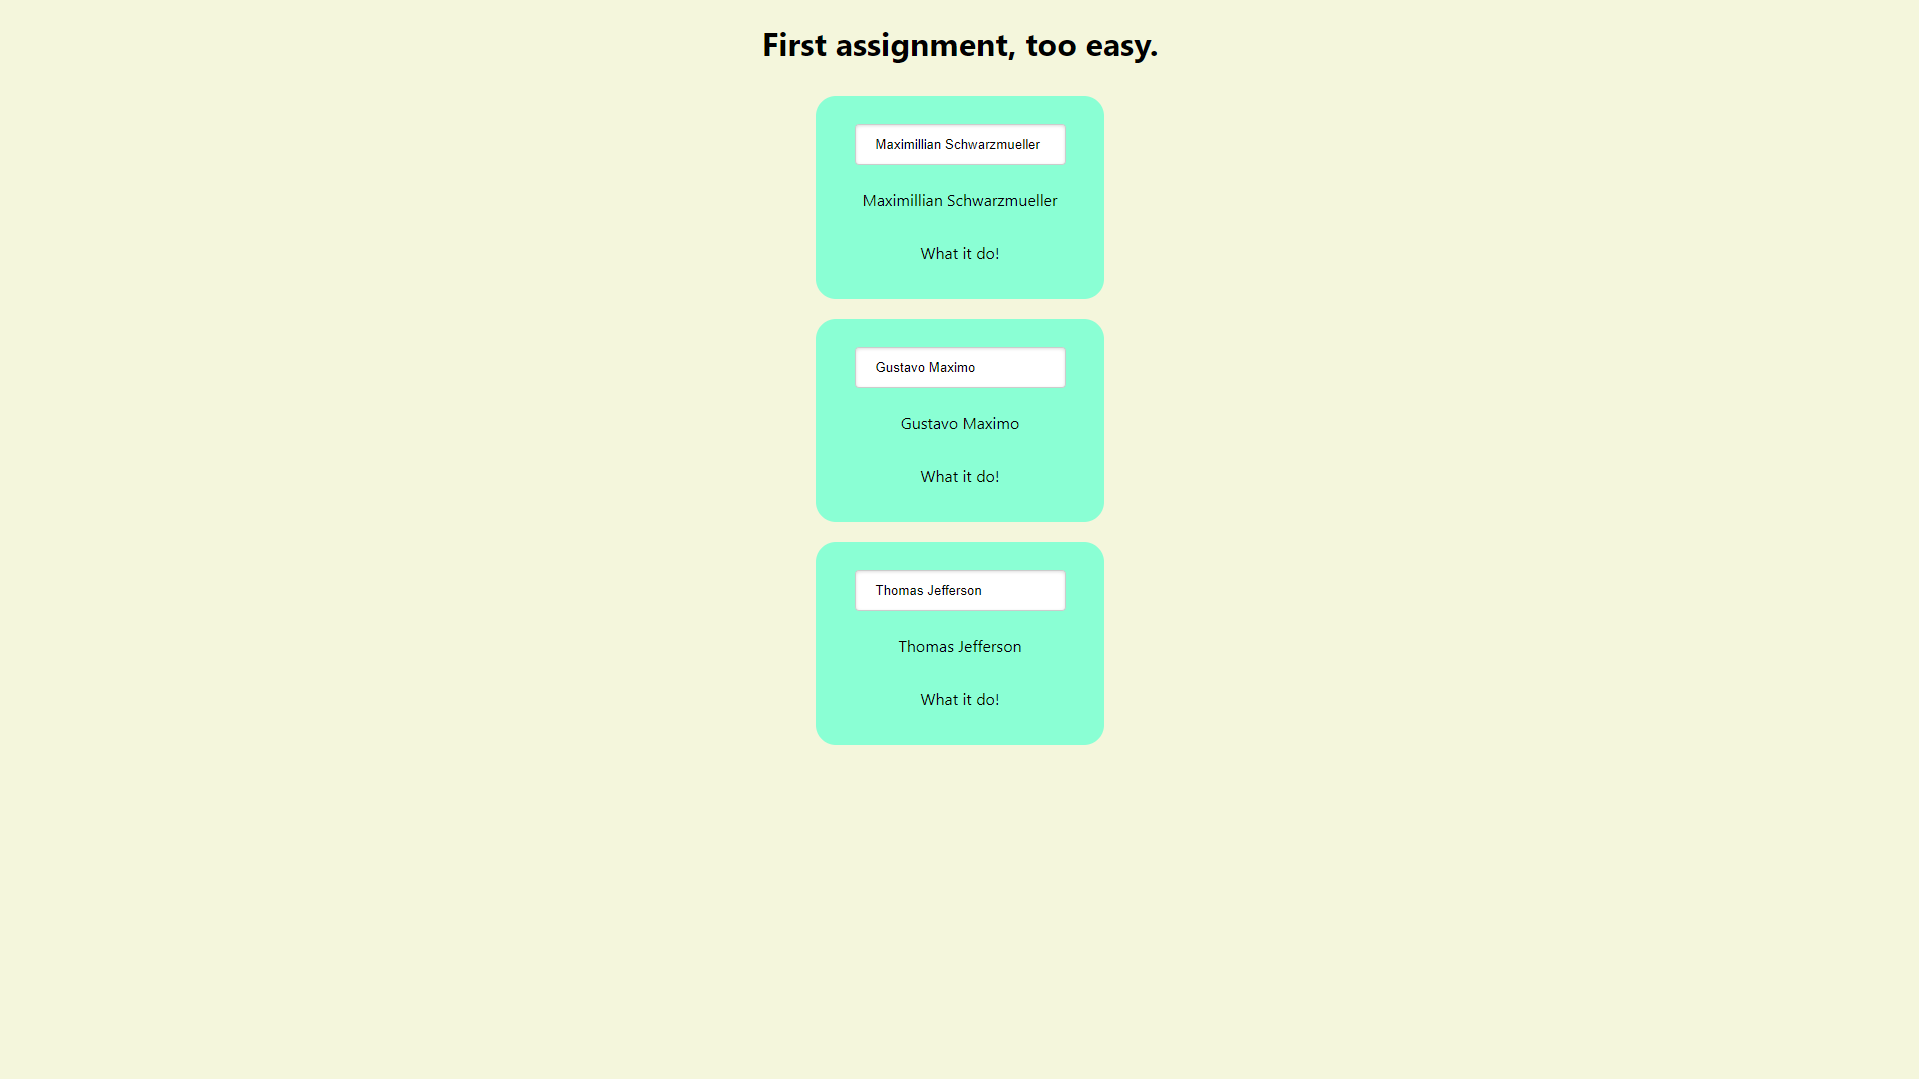 First assignment, too easy.
Maximillian Schwarzmueller
Maximillian Schwarzmueller
What it do!
Gustavo Maximo
Gustavo Maximo
What it do!
Thomas Jefferson
Thomas Jefferson
What it do!